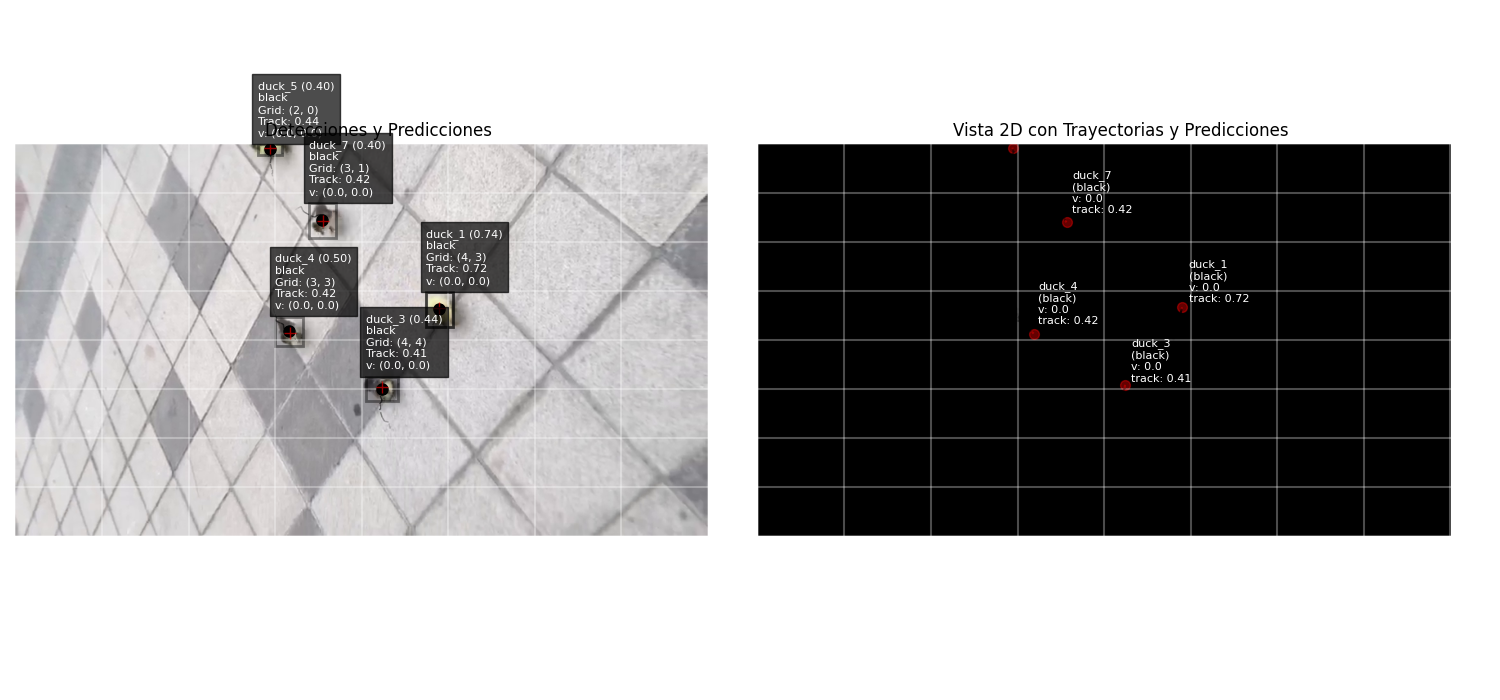 duck_5 (0.40)
black
Grid: (2, 0)
Track: 0.44
v: (0.0, 0.0)
Detecciones y Predicciones
duck_7 (0.40)
black
Grid: (3, 1)
Track: 0.42
v: (0.0, 0.0)
duck_1 (0.74)
black
Grid: (4, 3)
Track: 0.72
v: (0.0, 0.0)
duck_4 (0.50)
black
Grid: (3, 3)
Track: 0.42
v: (0.0, 0.0)
duck_3 (0.44)
black
Grid: (4, 4)
Track: 0.41
v: (0.0, 0.0)
Vista 2D con Trayectorias y Predicciones
duck_7
(black)
v: 0.0
track: 0.42
duck_1
(black)
v: 0.0
track: 0.72
duck_4
(black)
v: 0.0
track: 0.42
duck_3
(black)
v: 0.0
track: 0.41